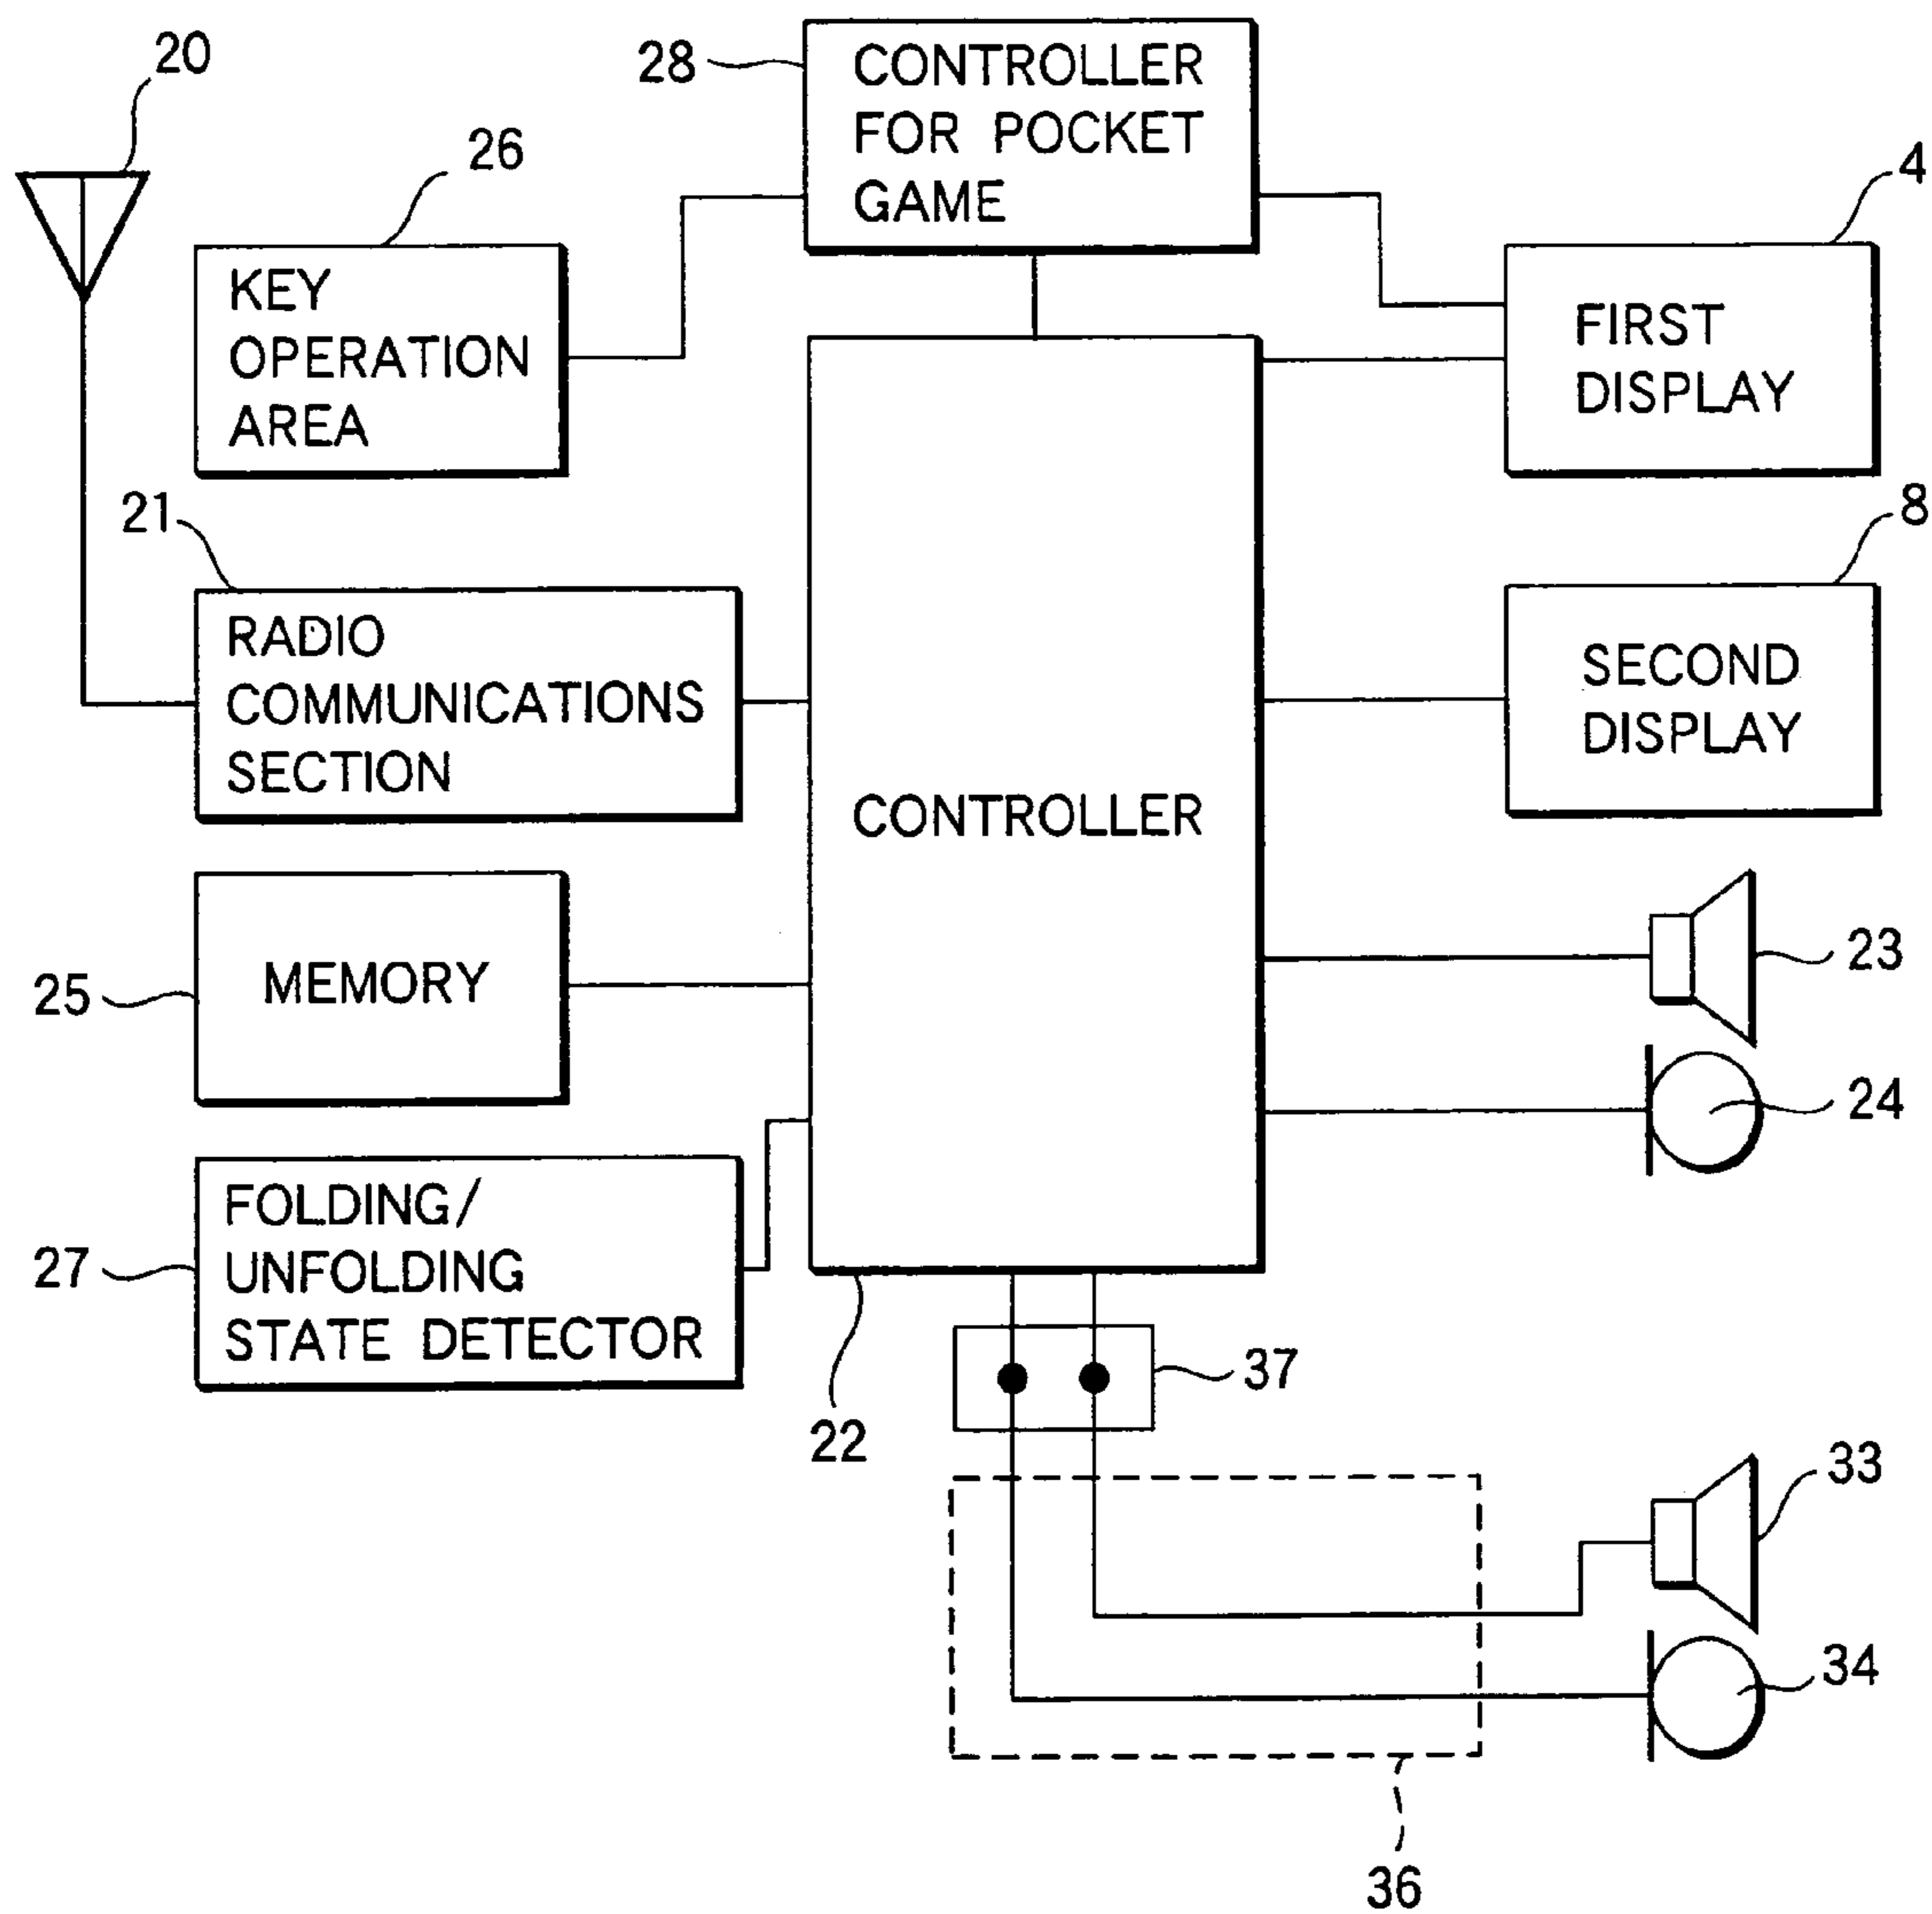 20
28
CONTROLLER
FOR POCKET
GAME
26
4
KEY
OPERATION
AREA
FIRST
DISPLAY
21
8
RADIO
COMMUNICATIONS
SECTION
SECOND
DISPLAY
CONTROLLER
25
MEMORY
23
24
27
FOLDING/
UNFOLDING
STATE DETECTOR
22
37
33
34
36